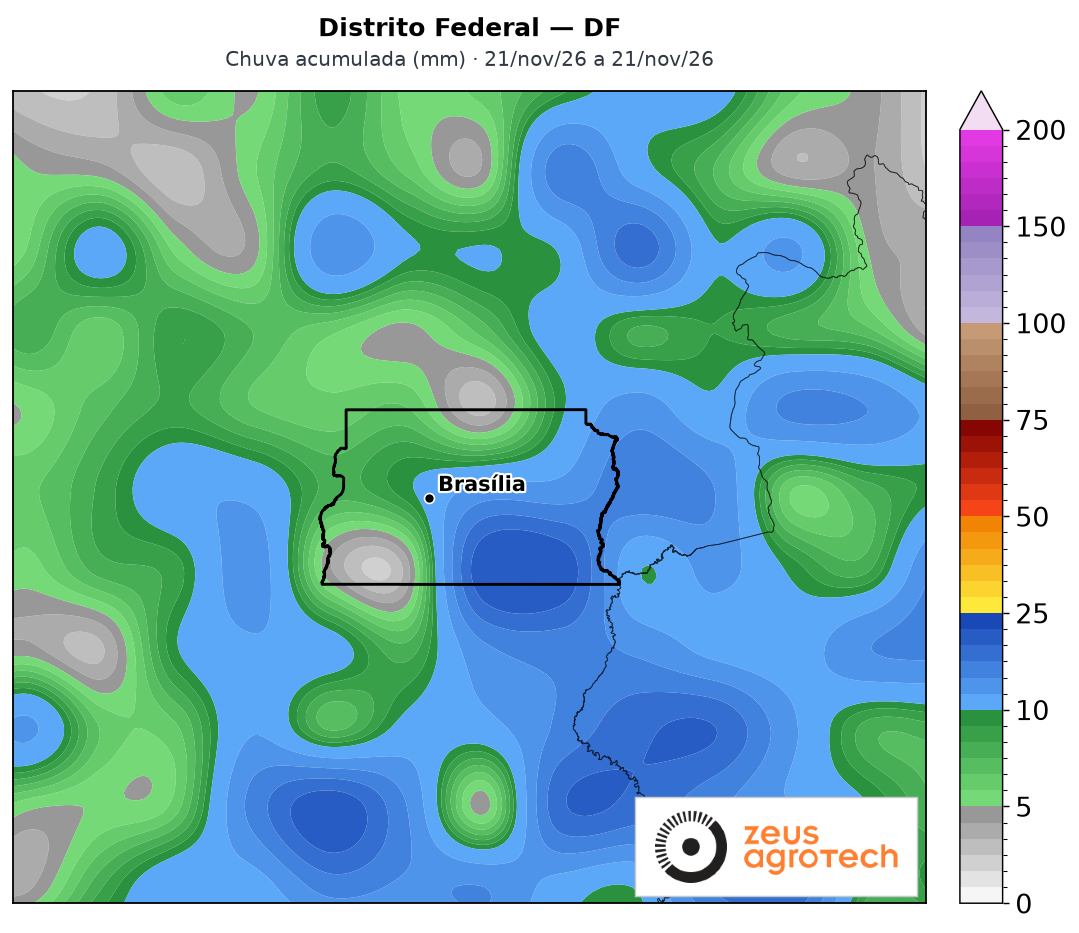 Distrito Federal — DF
Chuva acumulada (mm) · 21/nov/26 a 21/nov/26
200
150
100
75
50
25
10
5
0
Brasília
zeus
agrotech